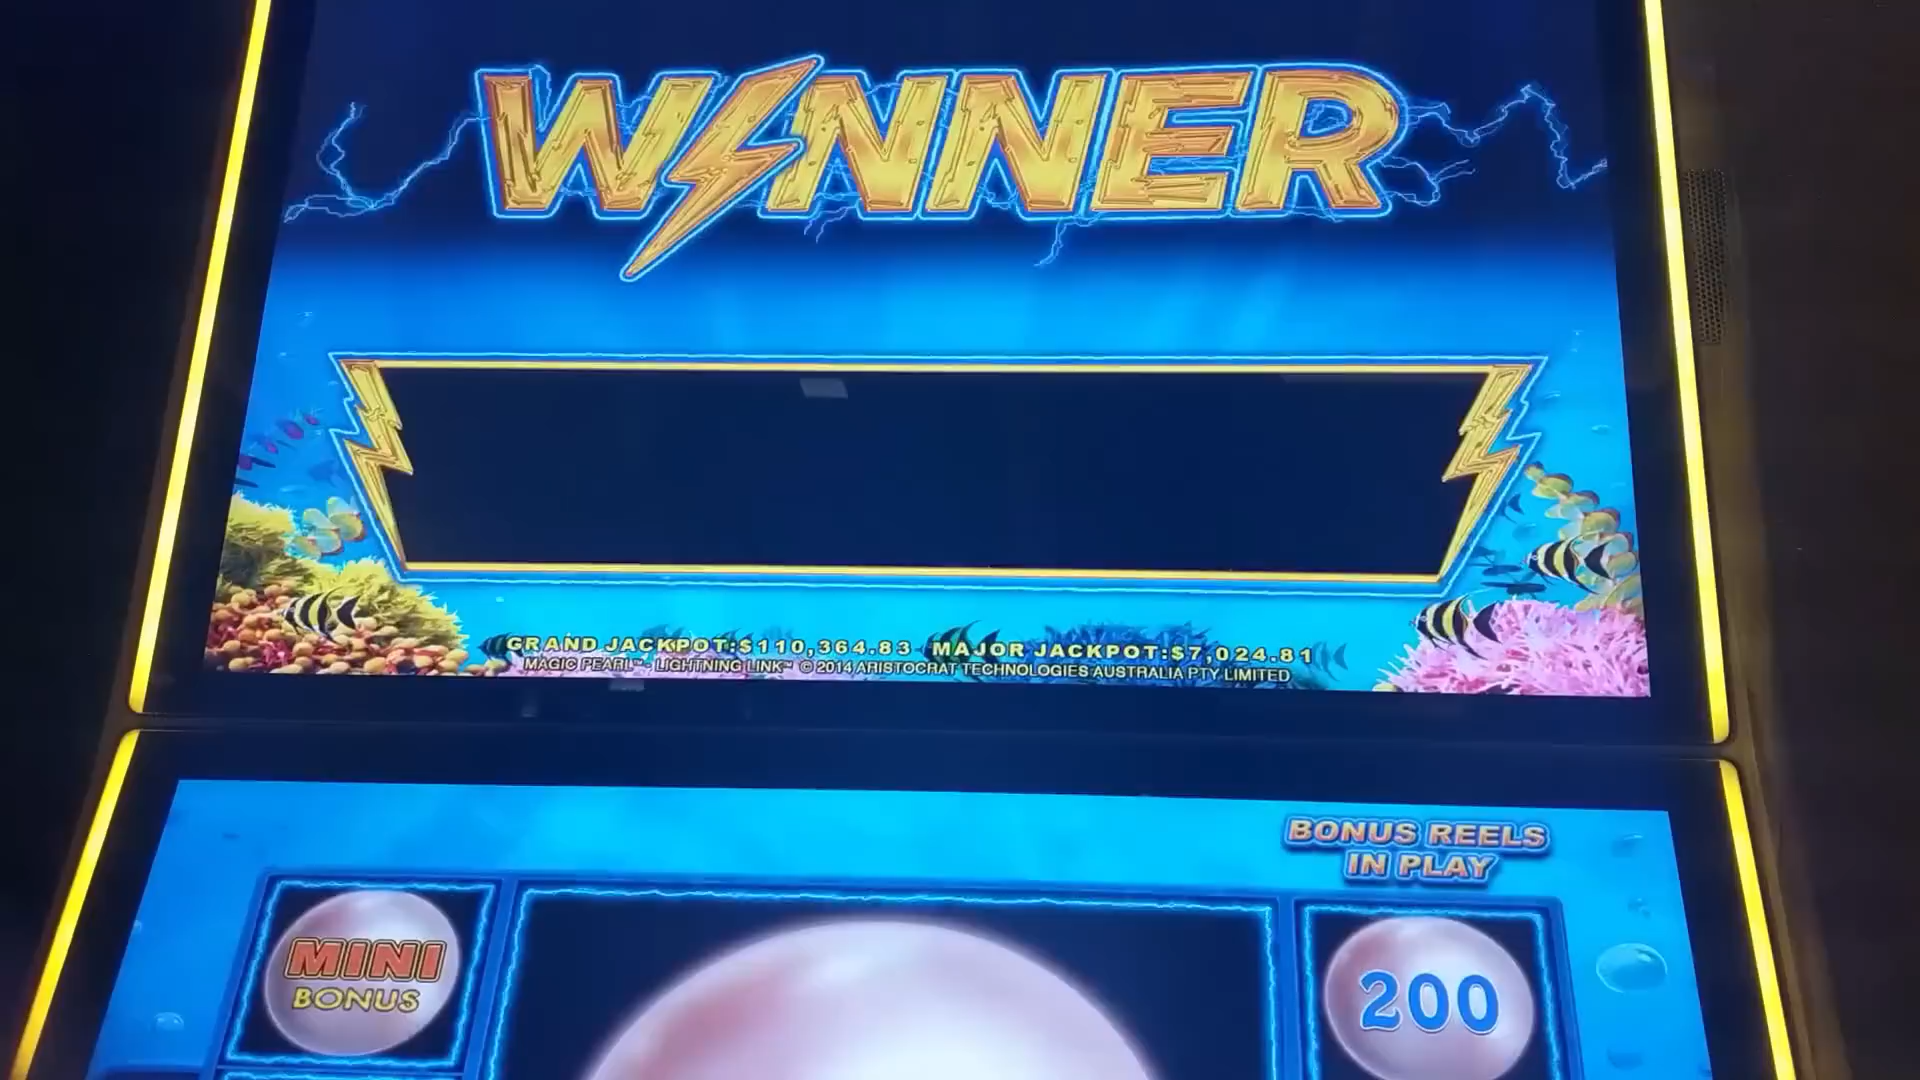 WINNER
GRAND JACKPOT:$110,364.83 MAJOR JACKPOT:$7,024.81
MAGIC PEARL™ - LIGHTNING LINK™ © 2014 ARISTOCRAT TECHNOLOGIES AUSTRALIA PTY LIMITED
BONUS REELS
IN PLAY
MINI
BONUS
200